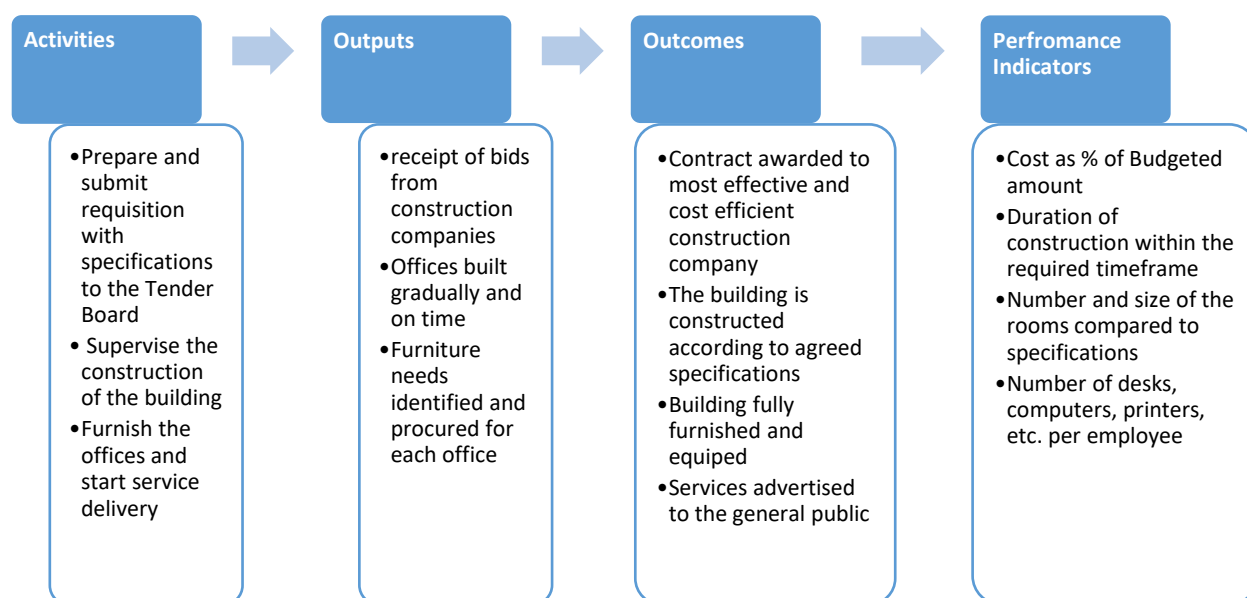 Activities
•Prepare and
submit
requisition
with
specifications
to the Tender
Board
• Supervise the
construction
of the building
•Furnish the
offices and
start service
delivery
Outputs
•receipt of bids
from
construction
companies
•Offices built
gradually and
on time
•Furniture
needs
identified and
procured for
each office
Outcomes
•Contract awarded to
most effective and
cost efficient
construction
company
•The building is
constructed
according to agreed
specifications
•Building fully
furnished and
equiped
•Services advertised
to the general public
Perfromance
Indicators
•Cost as % of Budgeted
amount
•Duration of
construction within the
required timeframe
•Number and size of the
rooms compared to
specifications
•Number of desks,
computers, printers,
etc. per employee